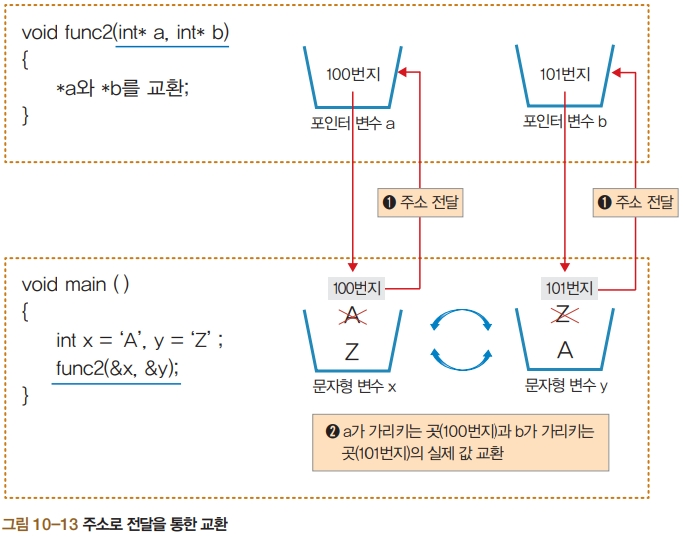 void func2(int* a, int* b)
{
*a와 *b를 교환;
}
100번지
포인터 변수 a
101번지
포인터 변수 b
❶ 주소 전달
❶ 주소 전달
void main ( )
{
int x = ‘A’, y = ‘Z’ ;
func2(&x, &y);
}
100번지
A
Z
문자형 변수 x
101번지
Z
A
문자형 변수 y
❷ a가 가리키는 곳(100번지)과 b가 가리키는
곳(101번지)의 실제 값 교환
그림 10-13 주소로 전달을 통한 교환